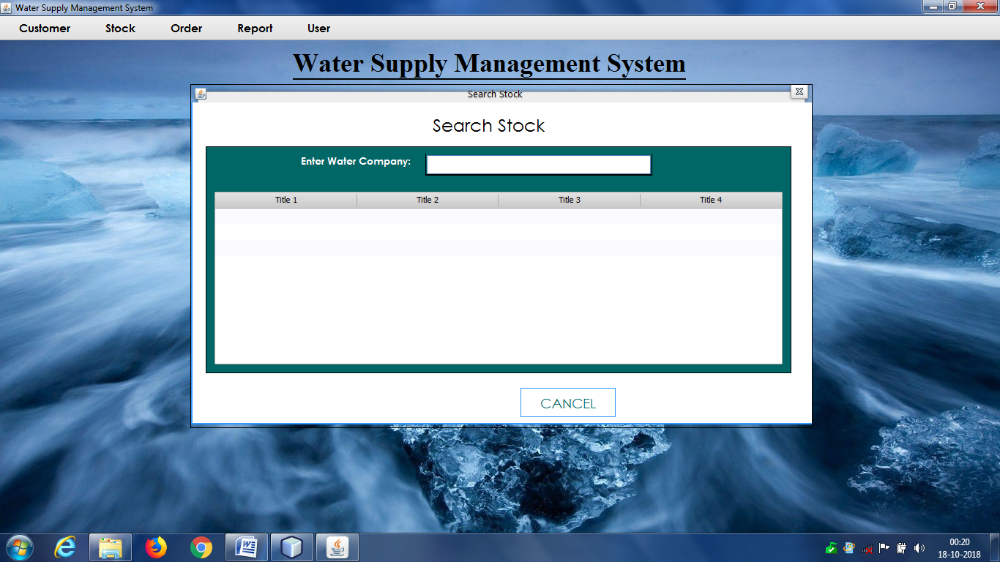 Water Supply Management System
Customer Stock Order Report User
Water Supply Management System
Search Stock
Search Stock
Enter Water Company:
Title 1 Title 2 Title 3 Title 4
CANCEL
00:20
18-10-2018